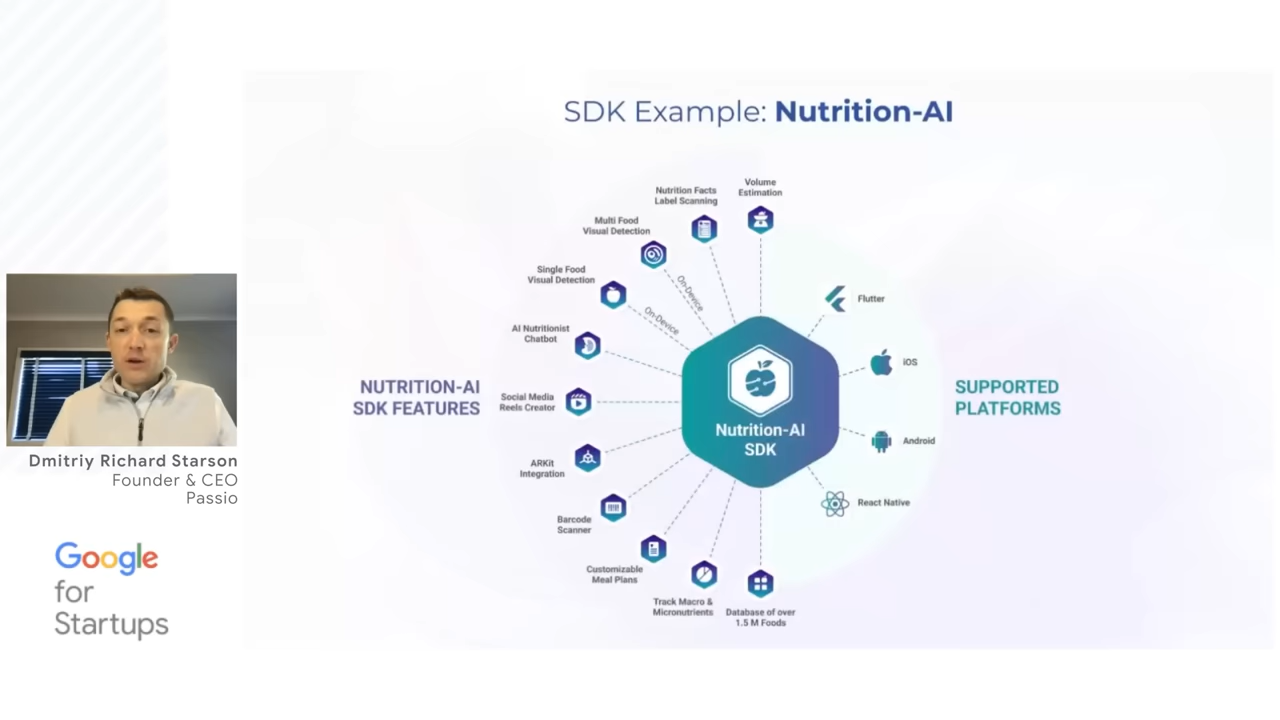 SDK Example: Nutrition-AI
Volume
Estimation
Nutrition Facts
Label Scanning
Multi Food
Visual Detection
On-Device
Single Food
Visual Detection
On-Device
AI Nutritionist
Chatbot
Social Media
Reels Creator
ARKit
Integration
Barcode
Scanner
Customizable
Meal Plans
Track Macro &
Micronutrients
Database of over
1.5 M Foods
NUTRITION-AI
SDK FEATURES
Nutrition-AI
SDK
Flutter
iOS
Android
React Native
SUPPORTED
PLATFORMS
Dmitriy Richard Starson
Founder & CEO
Passio
Google
for
Startups